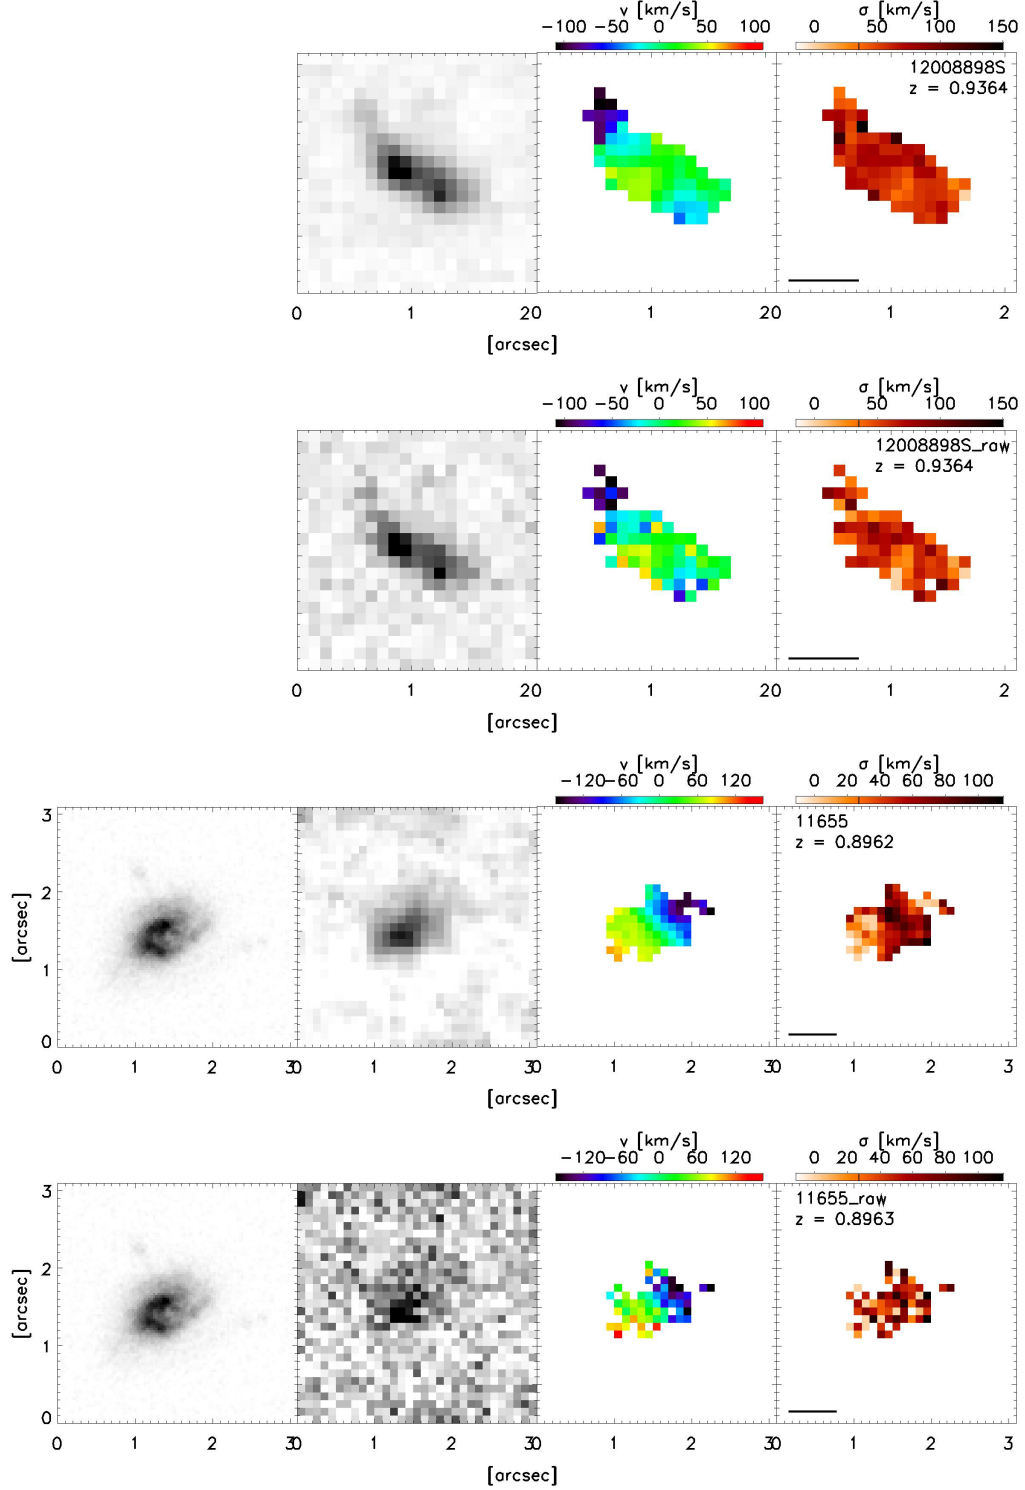 v [km/s] σ [km/s]
−100 −50 0 50 100 0 50 100 150
12008898S
z = 0.9364
0 1 20 1 20 1 2
[arcsec]
v [km/s] σ [km/s]
−100 −50 0 50 100 0 50 100 150
12008898S_raw
z = 0.9364
0 1 20 1 20 1 2
[arcsec]
v [km/s] σ [km/s]
−120−60 0 60 120 0 20 40 60 80 100
3
11655
z = 0.8962
2
[arcsec]
1
0
0 1 2 30 1 2 30 1 2 30 1 2 3
[arcsec]
v [km/s] σ [km/s]
−120−60 0 60 120 0 20 40 60 80 100
3
11655_raw
z = 0.8963
2
[arcsec]
1
0
0 1 2 30 1 2 30 1 2 30 1 2 3
[arcsec]